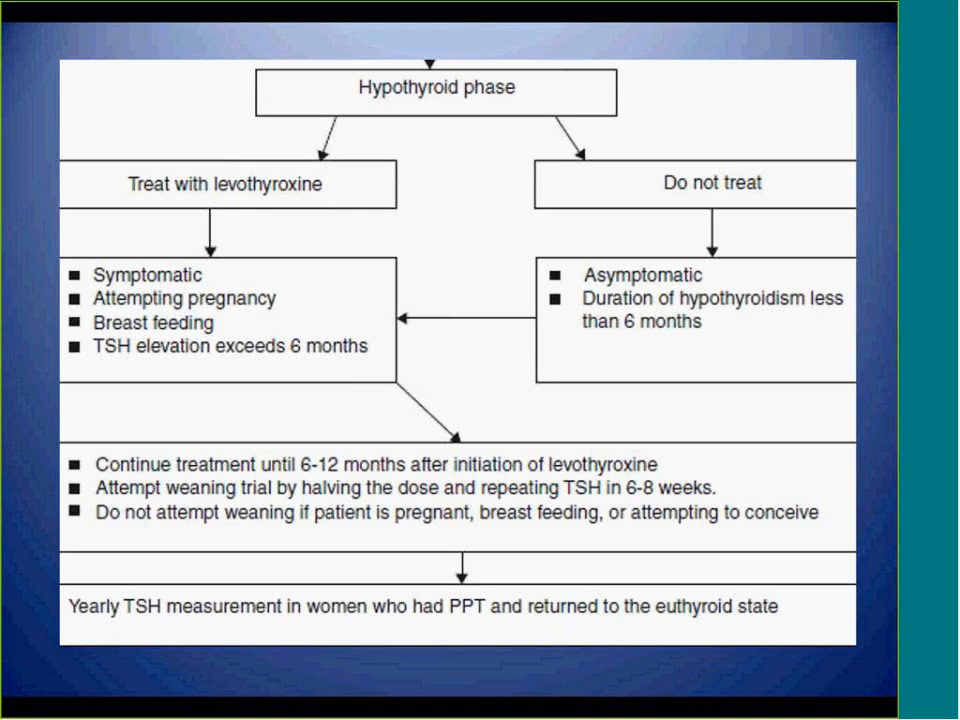 Hypothyroid phase
Treat with levothyroxine
Do not treat
■ Symptomatic
■ Attempting pregnancy
■ Breast feeding
■ TSH elevation exceeds 6 months
■ Asymptomatic
■ Duration of hypothyroidism less
than 6 months
■ Continue treatment until 6-12 months after initiation of levothyroxine
■ Attempt weaning trial by halving the dose and repeating TSH in 6-8 weeks.
■ Do not attempt weaning if patient is pregnant, breast feeding, or attempting to conceive
Yearly TSH measurement in women who had PPT and returned to the euthyroid state